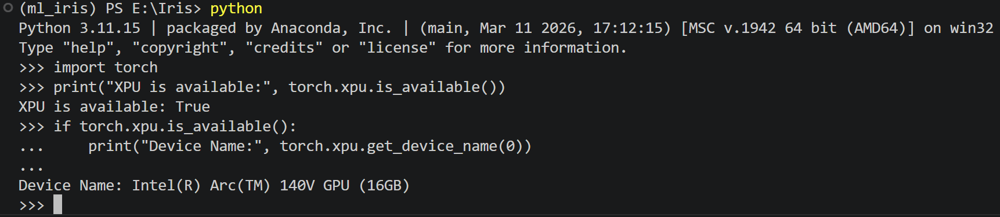 (ml_iris) PS E:\Iris> python
Python 3.11.15 | packaged by Anaconda, Inc. | (main, Mar 11 2026, 17:12:15) [MSC v.1942 64 bit (AMD64)] on win32
Type "help", "copyright", "credits" or "license" for more information.
>>> import torch
>>> print("XPU is available:", torch.xpu.is_available())
XPU is available: True
>>> if torch.xpu.is_available():
...     print("Device Name:", torch.xpu.get_device_name(0))
...
Device Name: Intel(R) Arc(TM) 140V GPU (16GB)
>>>